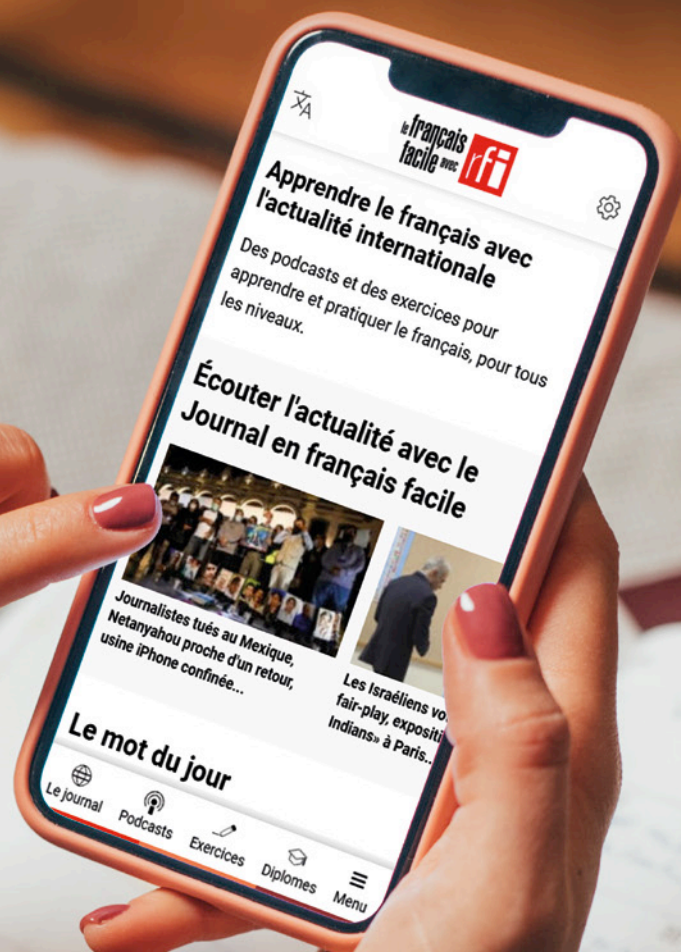 le français
facile avec rfi
Apprendre le français avec
l'actualité internationale
Des podcasts et des exercices pour
apprendre et pratiquer le français, pour tous
les niveaux.
Écouter l'actualité avec le
Journal en français facile
Journalistes tués au Mexique,
Netanyahou proche d'un retour,
usine iPhone confinée...
Les Israéliens
fair-play,
Indians» à Paris..
Le mot du jour
Le journal
Podcasts
Exercices
Diplomes
Menu